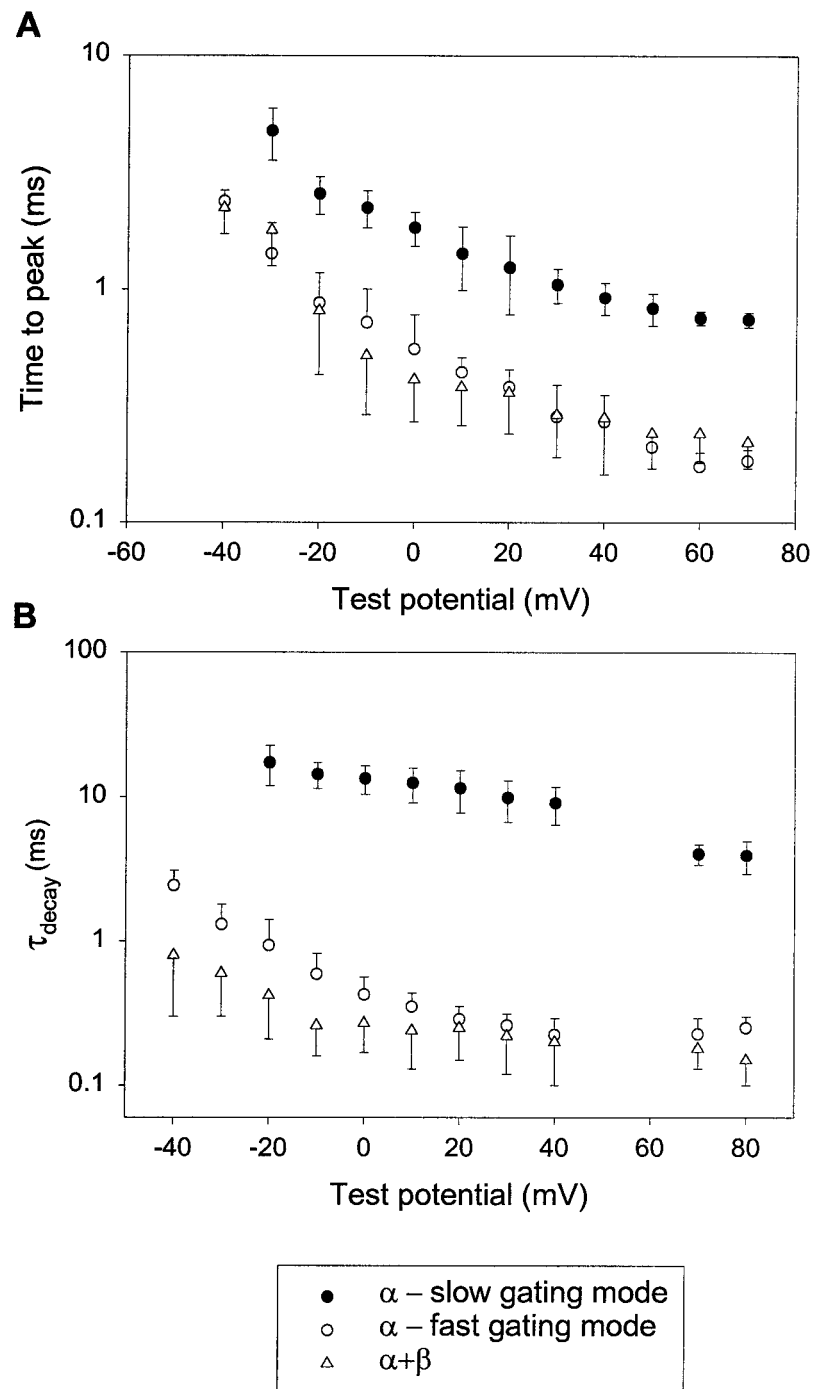 A
10
1
0.1
Time to peak (ms)
-60 -40 -20 0 20 40 60 80
Test potential (mV)
B
100
10
1
0.1
τdecay (ms)
-40 -20 0 20 40 60 80
Test potential (mV)
α – slow gating mode
α – fast gating mode
α+β